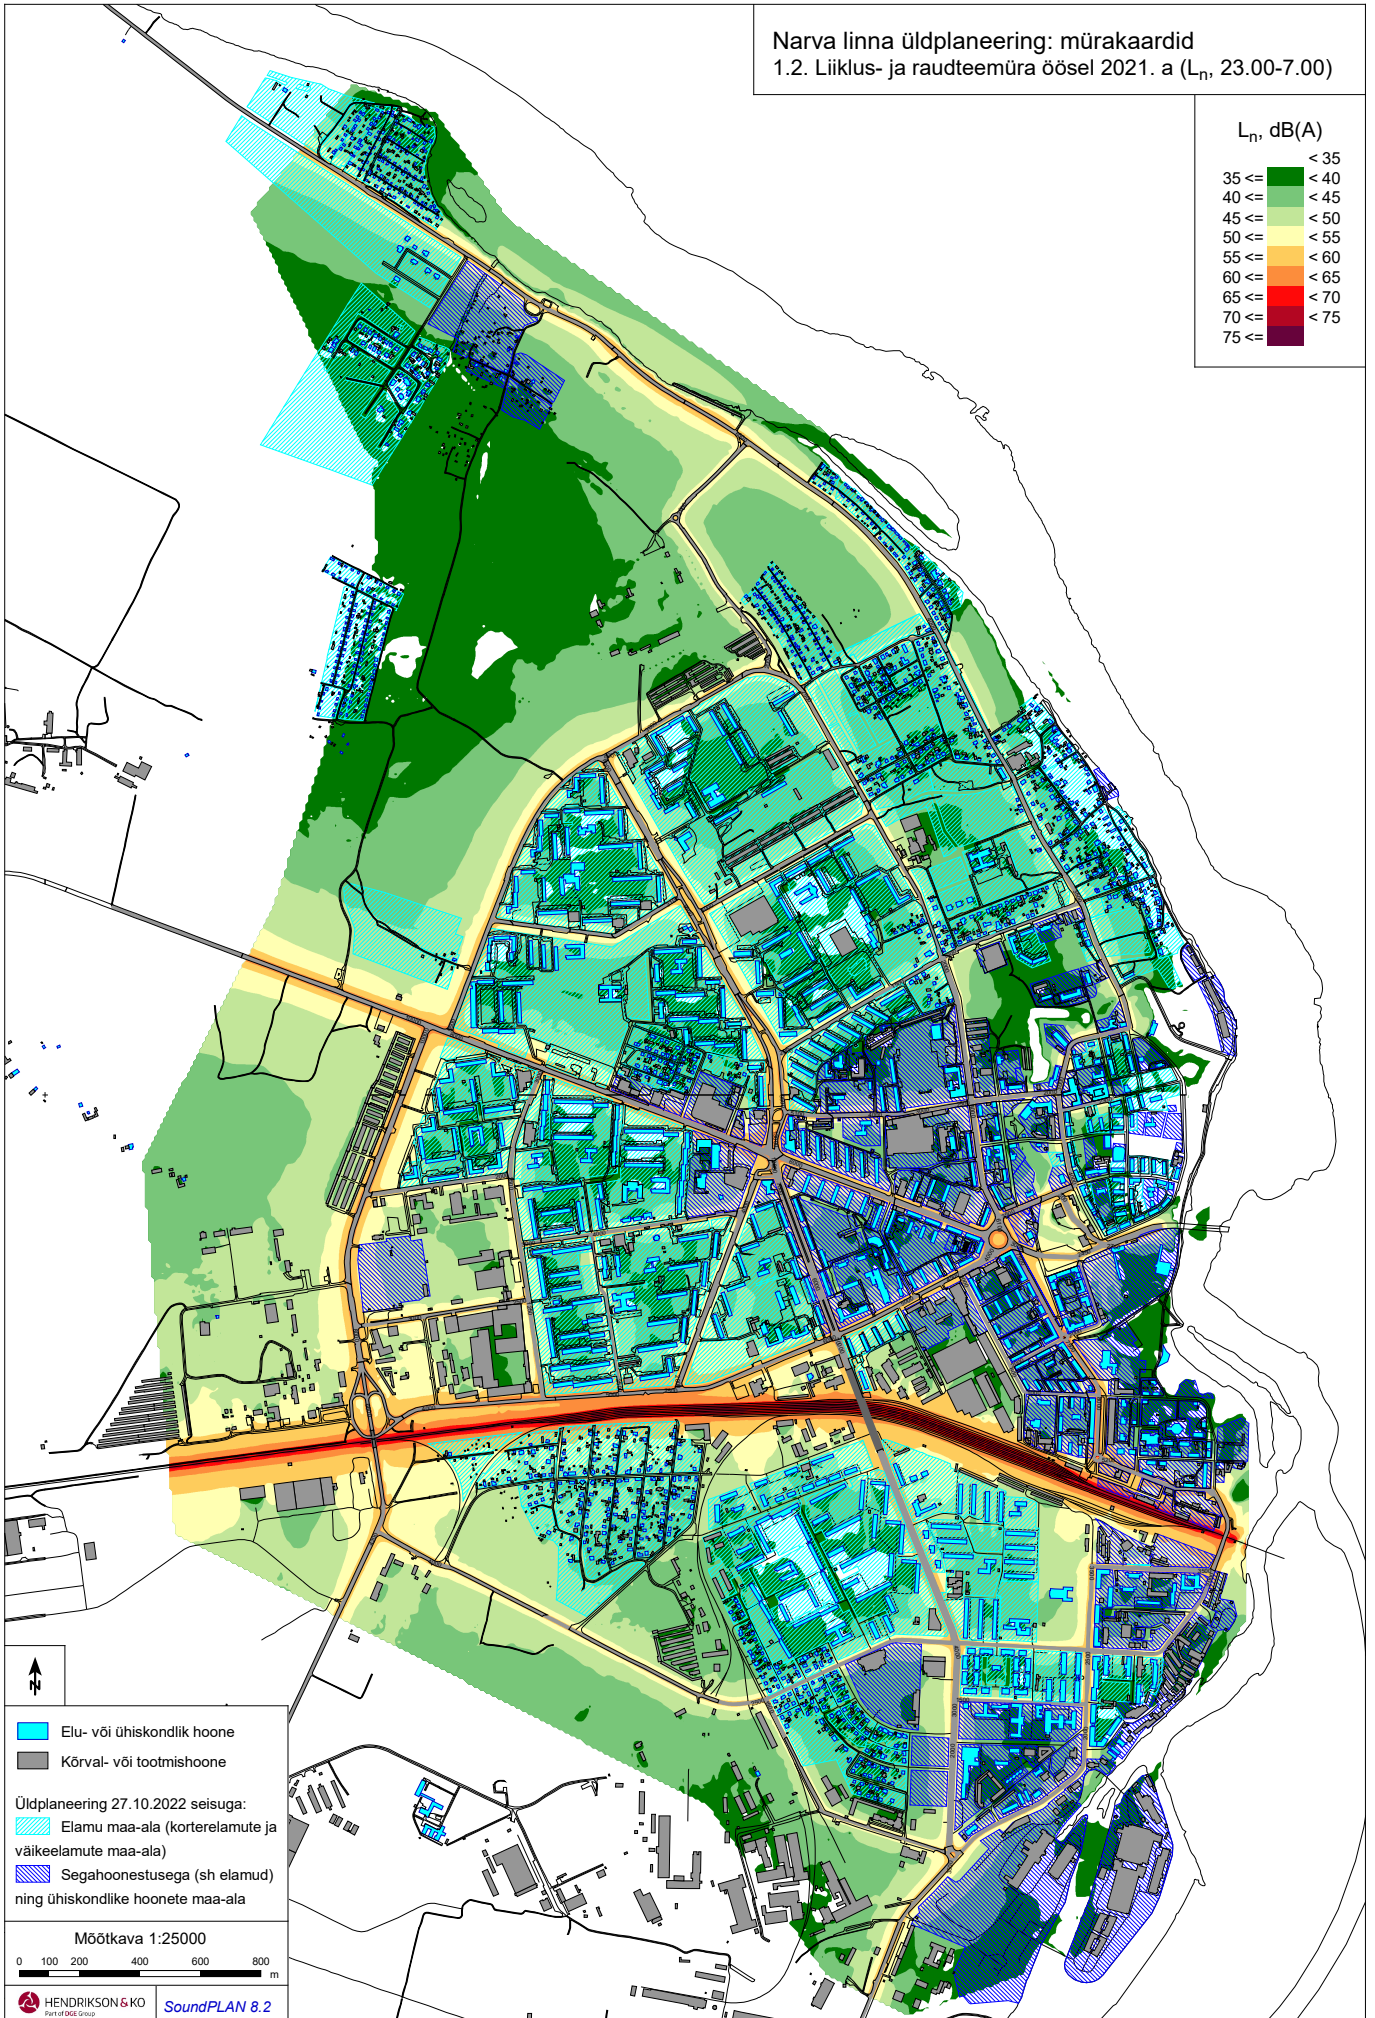 Narva linna üldplaneering: mürakaardid
1.2. Liiklus- ja raudteemüra öösel 2021. a (Ln, 23.00-7.00)
Ln, dB(A)
< 35
35 <= < 40
40 <= < 45
45 <= < 50
50 <= < 55
55 <= < 60
60 <= < 65
65 <= < 70
70 <= < 75
75 <=
N
Elu- või ühiskondlik hoone
Kõrval- või tootmishoone
Üldplaneering 27.10.2022 seisuga:
Elamu maa-ala (korterelamute ja
väikeelamute maa-ala)
Segahoonestusega (sh elamud)
ning ühiskondlike hoonete maa-ala
Mõõtkava 1:25000
0 100 200 400 600 800
m
HENDRIKSON & KO
Part of DGE Group
SoundPLAN 8.2